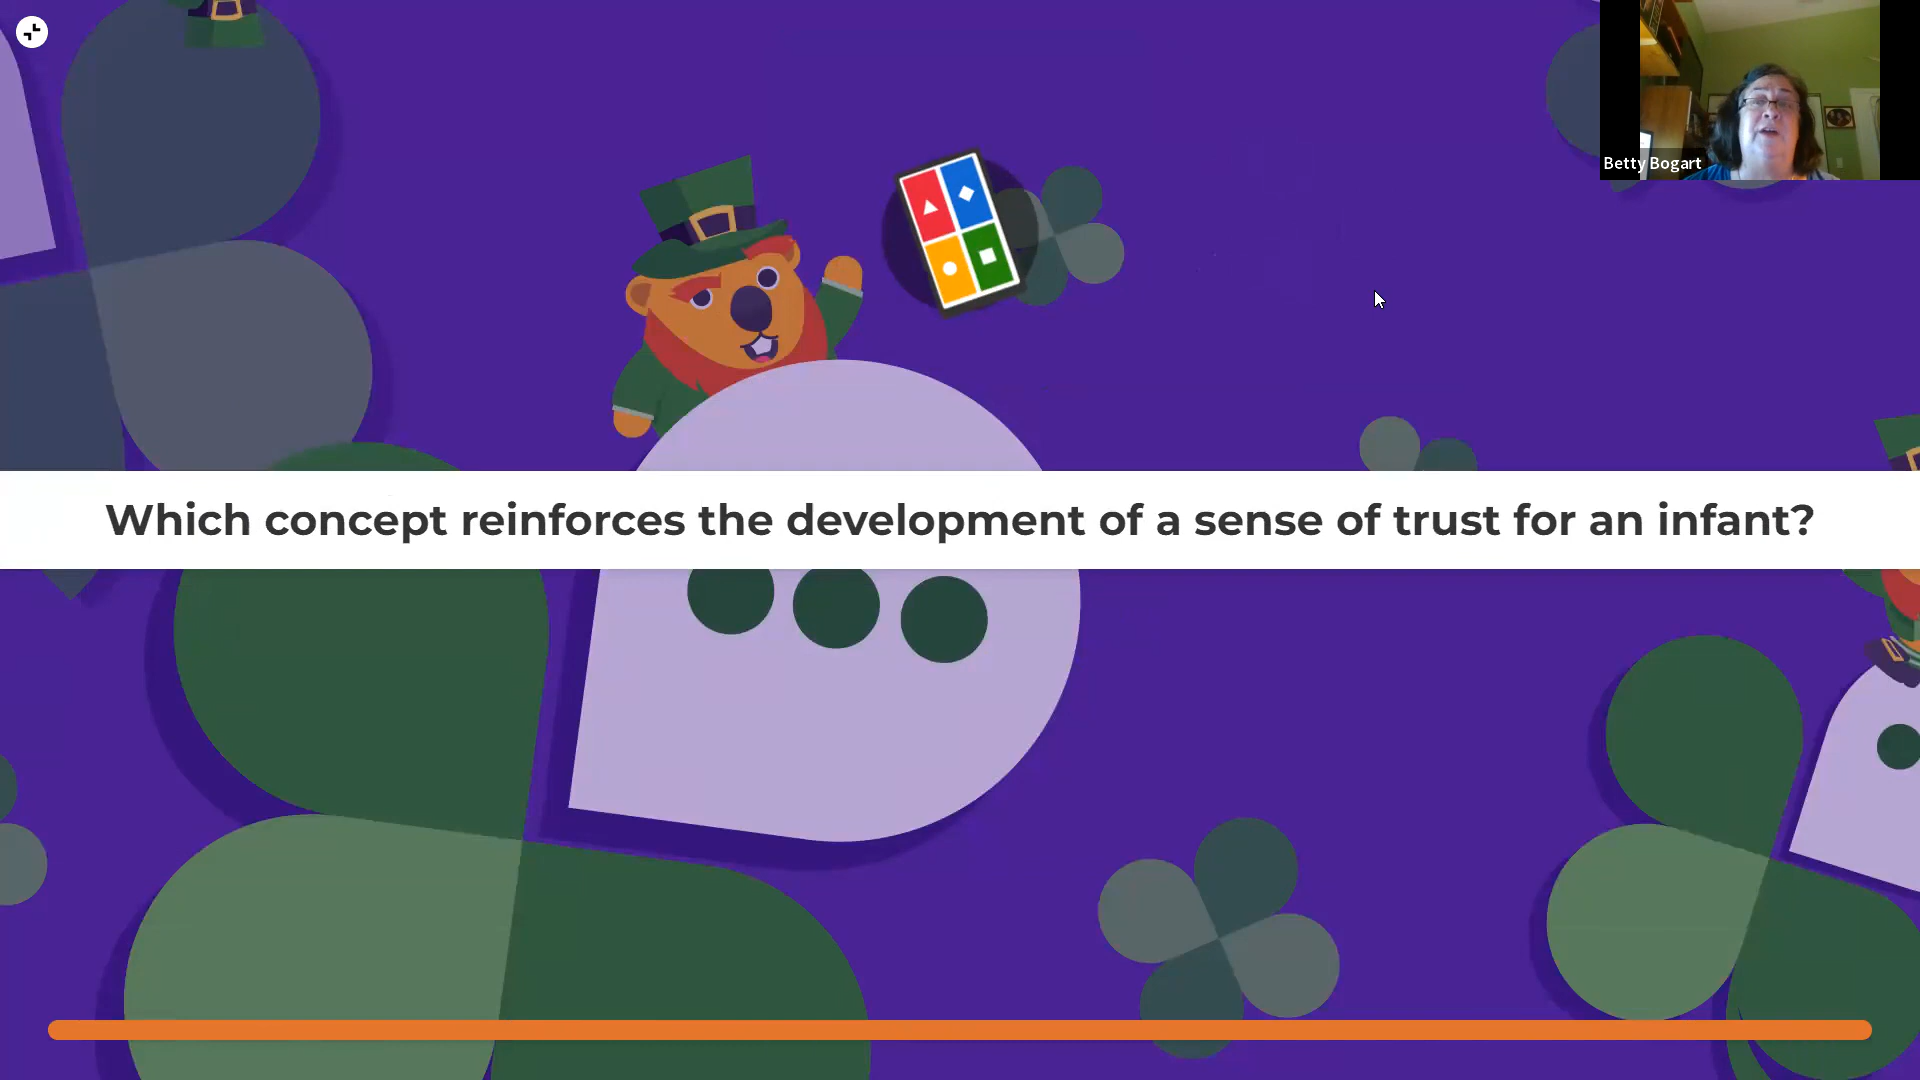 Betty Bogart
Which concept reinforces the development of a sense of trust for an infant?